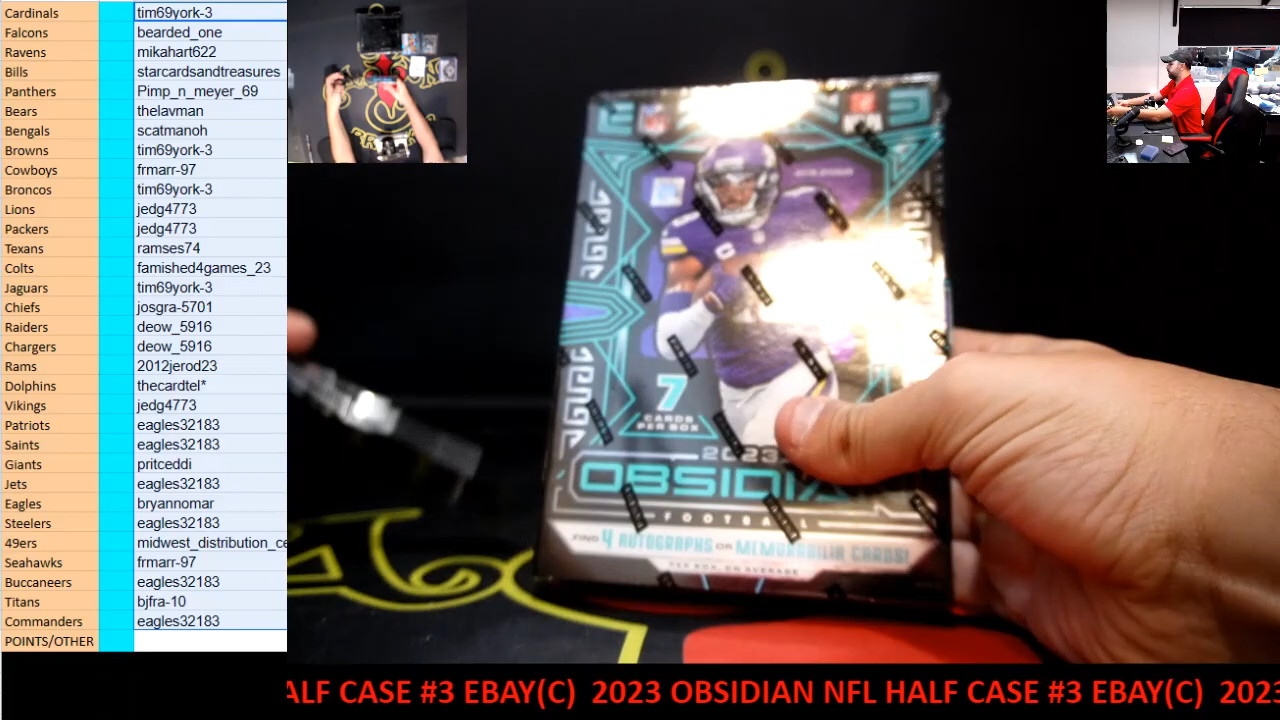 Cardinals tim69york-3
Falcons bearded_one
Ravens mikahart622
Bills starcardsandtreasures
Panthers Pimp_n_meyer_69
Bears thelavman
Bengals scatmanoh
Browns tim69york-3
Cowboys frmarr-97
Broncos tim69york-3
Lions jedg4773
Packers jedg4773
Texans ramses74
Colts famished4games_23
Jaguars tim69york-3
Chiefs josgra-5701
Raiders deow_5916
Chargers deow_5916
Rams 2012jerod23
Dolphins thecardtel*
Vikings jedg4773
Patriots eagles32183
Saints eagles32183
Giants pritceddi
Jets eagles32183
Eagles bryannomar
Steelers eagles32183
49ers midwest_distribution_ce
Seahawks frmarr-97
Buccaneers eagles32183
Titans bjfra-10
Commanders eagles32183
POINTS/OTHER
7
CARDS
PER BOX
2023
OBSIDIA
FOOTBALL
FIND 4 AUTOGRAPHS OR MEMORABILIA CARDS!
PER BOX, ON AVERAGE
ALF CASE #3 EBAY(C) 2023 OBSIDIAN NFL HALF CASE #3 EBAY(C) 2023